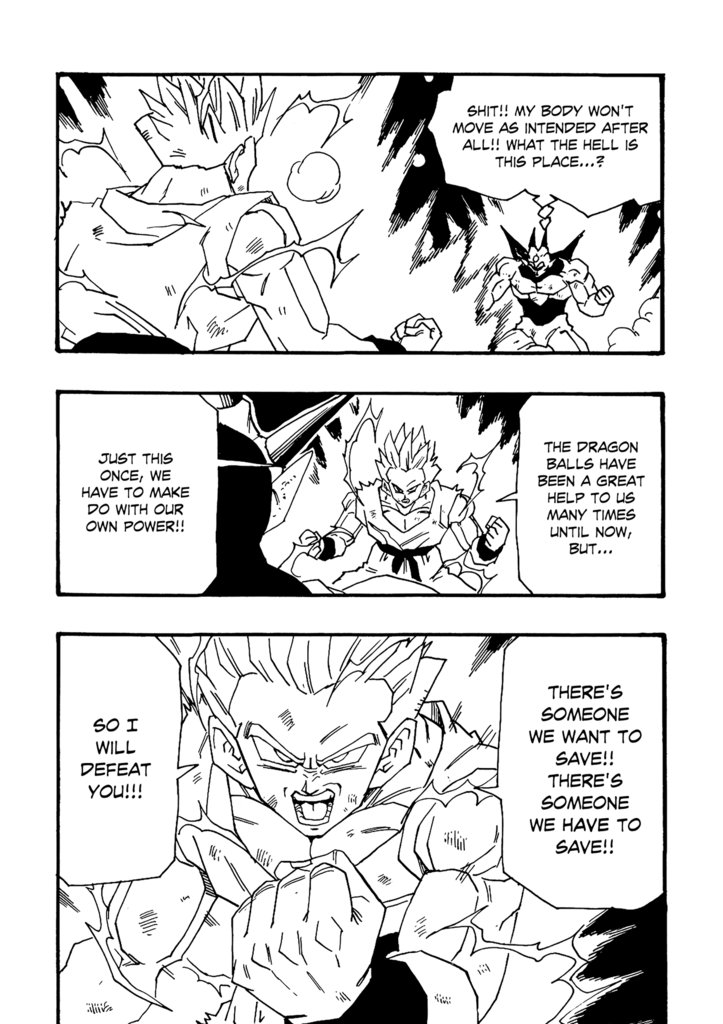 SHIT!! MY BODY WON'T
MOVE AS INTENDED AFTER
ALL!! WHAT THE HELL IS
THIS PLACE...?
THE DRAGON
BALLS HAVE
BEEN A GREAT
HELP TO US
MANY TIMES
UNTIL NOW,
BUT...
JUST THIS
ONCE, WE
HAVE TO MAKE
DO WITH OUR
OWN POWER!!
THERE'S
SOMEONE
WE WANT TO
SAVE!!
THERE'S
SOMEONE
WE HAVE TO
SAVE!!
SO I
WILL
DEFEAT
YOU!!!